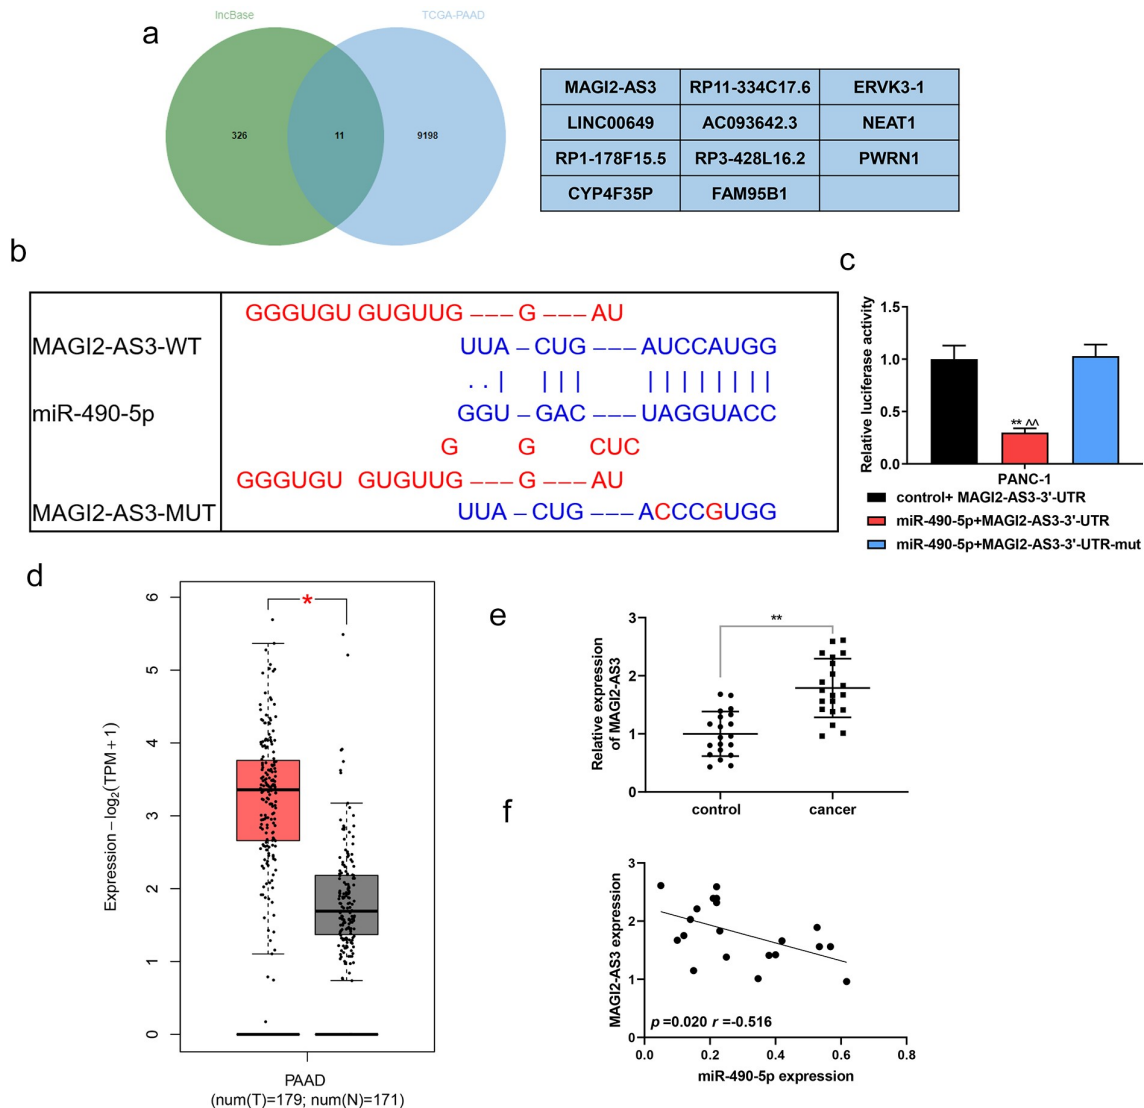 a
lncBase
TCGA-PAAD
326
11
9198
MAGI2-AS3 RP11-334C17.6 ERVK3-1
LINC00649 AC093642.3 NEAT1
RP1-178F15.5 RP3-428L16.2 PWRN1
CYP4F35P FAM95B1
b
GGGUGU GUGUUG –––G –––AU
MAGI2-AS3-WT UUA – CUG ––– AUCCAUGG
. . | | | | | | | | | | | |
miR-490-5p GGU – GAC –––UAGGUACC
G G CUC
GGGUGU GUGUUG –––G –––AU
MAGI2-AS3-MUT UUA – CUG –––ACCCGUGG
c
Relative luciferase activity
1.5
1.0
0.5
0.0
** ^^
PANC-1
control+ MAGI2-AS3-3'-UTR
miR-490-5p+MAGI2-AS3-3'-UTR
miR-490-5p+MAGI2-AS3-3'-UTR-mut
d
Expression – log2(TPM + 1)
6
5
4
3
2
1
0
*
PAAD
(num(T)=179; num(N)=171)
e
Relative expression
of MAGI2-AS3
3
2
1
0
**
control cancer
f
MAGI2-AS3 expression
3
2
1
0
p =0.020 r =-0.516
0.0 0.2 0.4 0.6 0.8
miR-490-5p expression